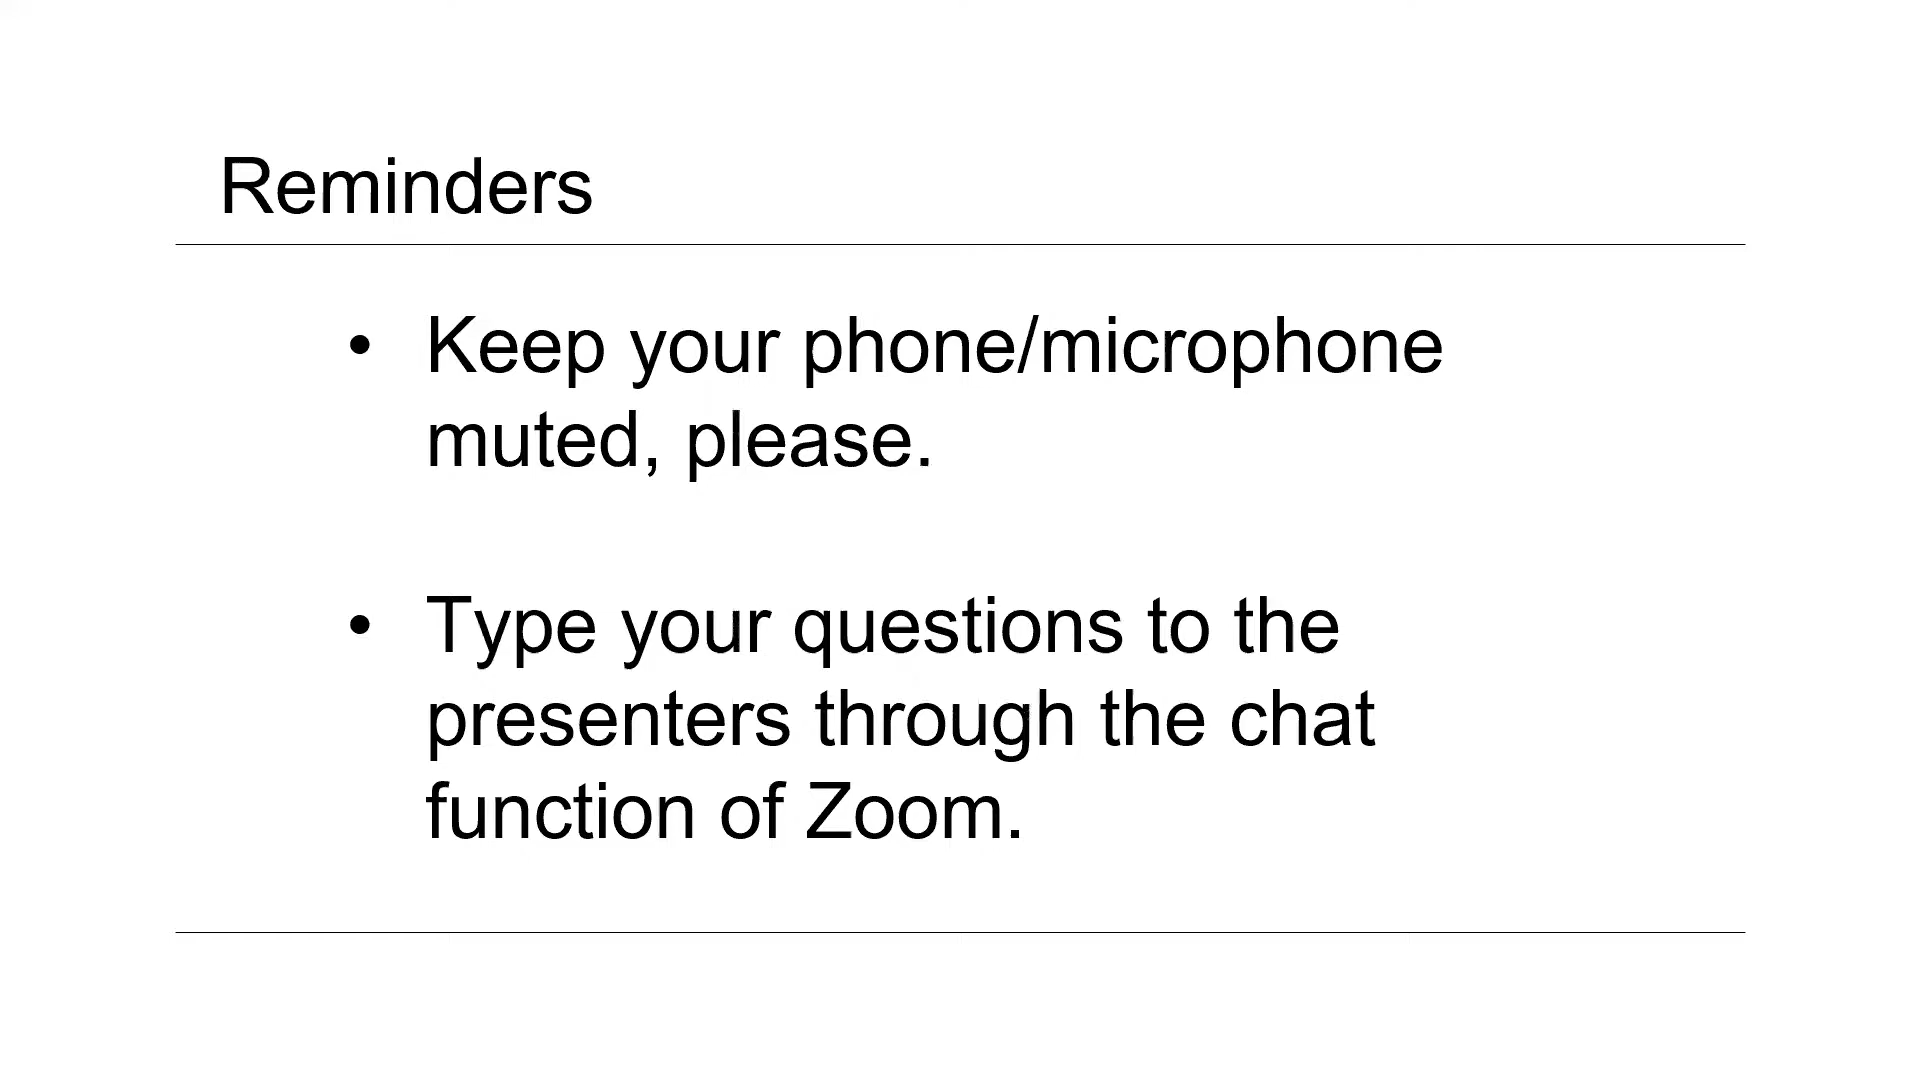 Reminders
• Keep your phone/microphone
muted, please.
• Type your questions to the
presenters through the chat
function of Zoom.